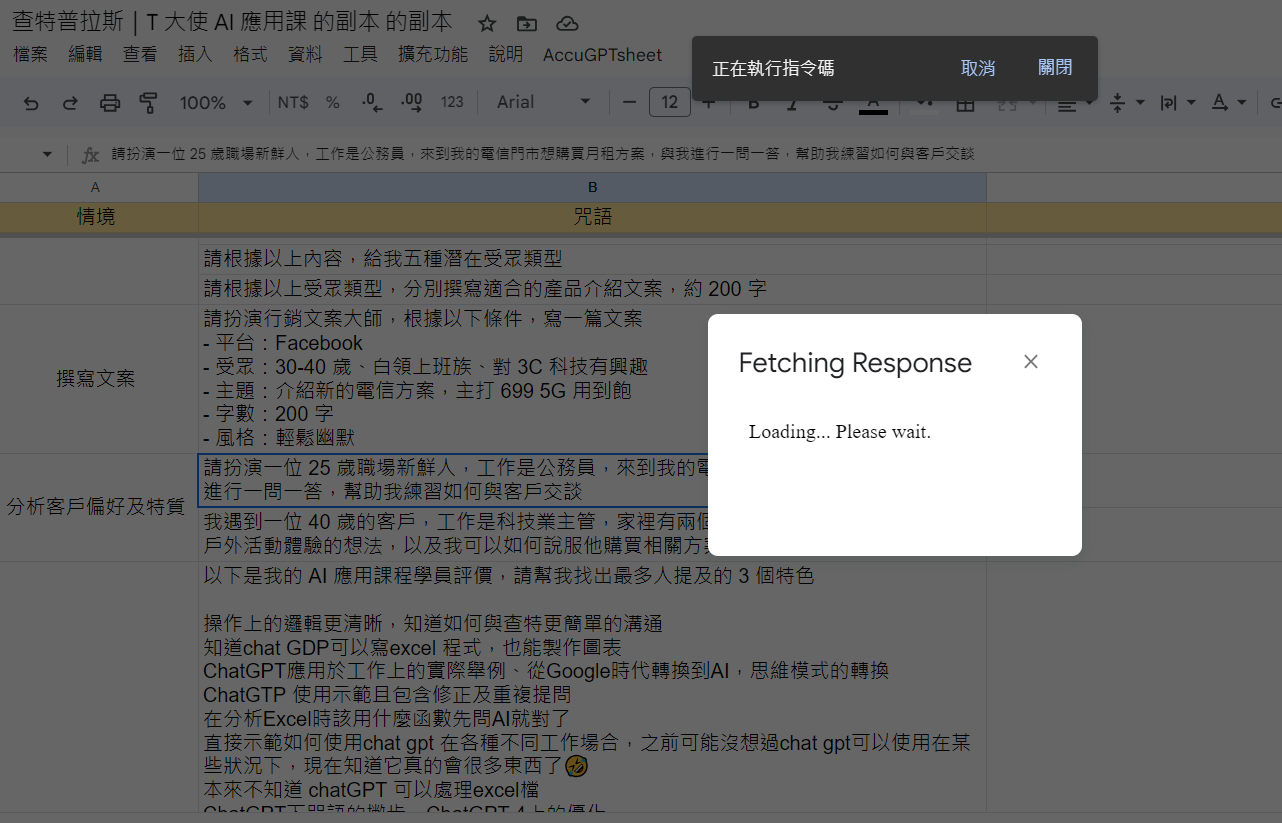 查特普拉斯 | T 大使 AI 應用課 的副本 的副本
檔案 編輯 查看 插入 格式 資料 工具 擴充功能 說明 AccuGPTsheet
正在執行指令碼 取消 關閉
100% NT$ % .0 .00 123 Arial 12
fx 請扮演一位 25 歲職場新鮮人，工作是公務員，來到我的電信門市想購買月租方案，與我進行一問一答，幫助我練習如何與客戶交談
A B
情境 咒語
請根據以上內容，給我五種潛在受眾類型
請根據以上受眾類型，分別撰寫適合的產品介紹文案，約 200 字
撰寫文案
請扮演行銷文案大師，根據以下條件，寫一篇文案
- 平台：Facebook
- 受眾：30-40 歲、白領上班族、對 3C 科技有興趣
- 主題：介紹新的電信方案，主打 699 5G 用到飽
- 字數：200 字
- 風格：輕鬆幽默
Fetching Response
Loading... Please wait.
分析客戶偏好及特質
請扮演一位 25 歲職場新鮮人，工作是公務員，來到我的電
進行一問一答，幫助我練習如何與客戶交談
我遇到一位 40 歲的客戶，工作是科技業主管，家裡有兩個
戶外活動體驗的想法，以及我可以如何說服他購買相關方案
以下是我的 AI 應用課程學員評價，請幫我找出最多人提及的 3 個特色
操作上的邏輯更清晰，知道如何與查特更簡單的溝通
知道chat GDP可以寫excel 程式，也能製作圖表
ChatGPT應用於工作上的實際舉例、從Google時代轉換到AI，思維模式的轉換
ChatGTP 使用示範且包含修正及重複提問
在分析Excel時該用什麼函數先問AI就對了
直接示範如何使用chat gpt 在各種不同工作場合，之前可能沒想過chat gpt可以使用在某
些狀況下，現在知道它真的會很多東西了🤣
本來不知道 chatGPT 可以處理excel檔
ChatGPT下咒語的撇步、ChatGPT 4上的優化